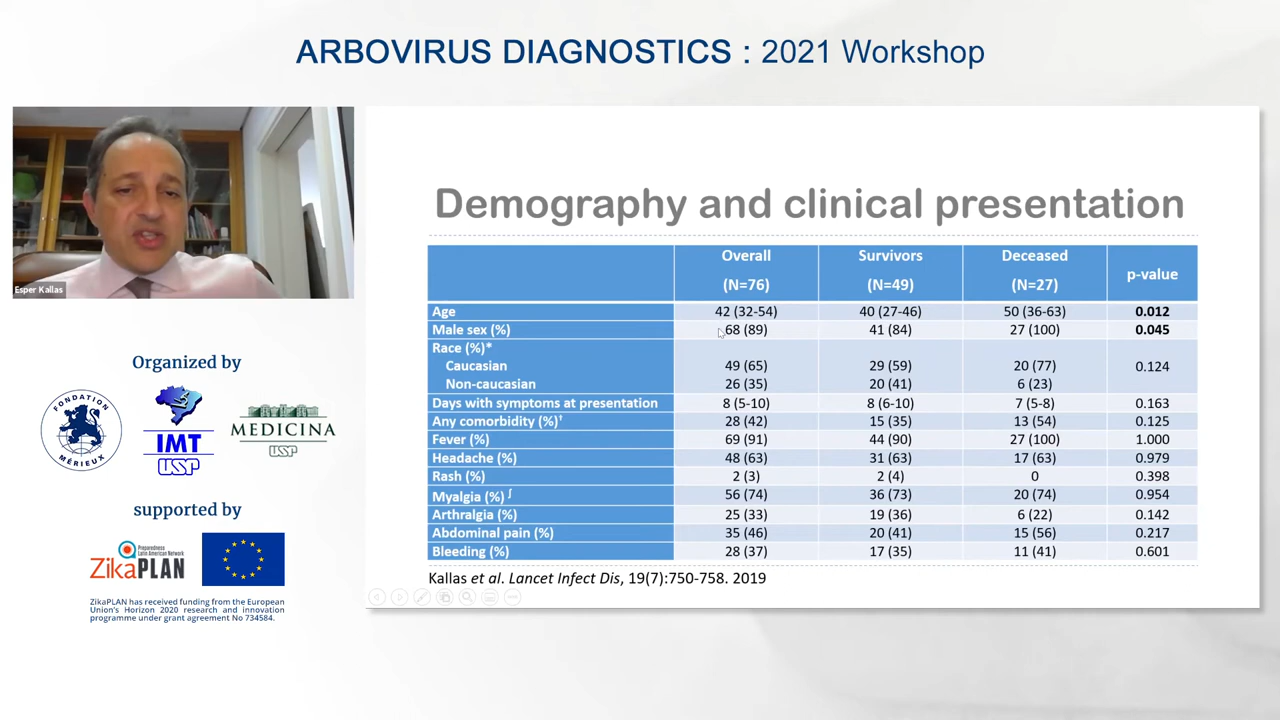 ARBOVIRUS DIAGNOSTICS : 2021 Workshop
Esper Kallas
Organized by
FONDATION
MÉRIEUX
IMT
USP
MEDICINA
USP
supported by
Preparedness
Latin American Network
ZikaPLAN
ZikaPLAN has received funding from the European
Union's Horizon 2020 research and innovation
programme under grant agreement No 734584.
Demography and clinical presentation
Overall (N=76) Survivors (N=49) Deceased (N=27) p-value
Age 42 (32-54) 40 (27-46) 50 (36-63) 0.012
Male sex (%) 68 (89) 41 (84) 27 (100) 0.045
Race (%)*
Caucasian 49 (65) 29 (59) 20 (77) 0.124
Non-caucasian 26 (35) 20 (41) 6 (23)
Days with symptoms at presentation 8 (5-10) 8 (6-10) 7 (5-8) 0.163
Any comorbidity (%)† 28 (42) 15 (35) 13 (54) 0.125
Fever (%) 69 (91) 44 (90) 27 (100) 1.000
Headache (%) 48 (63) 31 (63) 17 (63) 0.979
Rash (%) 2 (3) 2 (4) 0 0.398
Myalgia (%) ∫ 56 (74) 36 (73) 20 (74) 0.954
Arthralgia (%) 25 (33) 19 (36) 6 (22) 0.142
Abdominal pain (%) 35 (46) 20 (41) 15 (56) 0.217
Bleeding (%) 28 (37) 17 (35) 11 (41) 0.601
Kallas et al. Lancet Infect Dis, 19(7):750-758. 2019